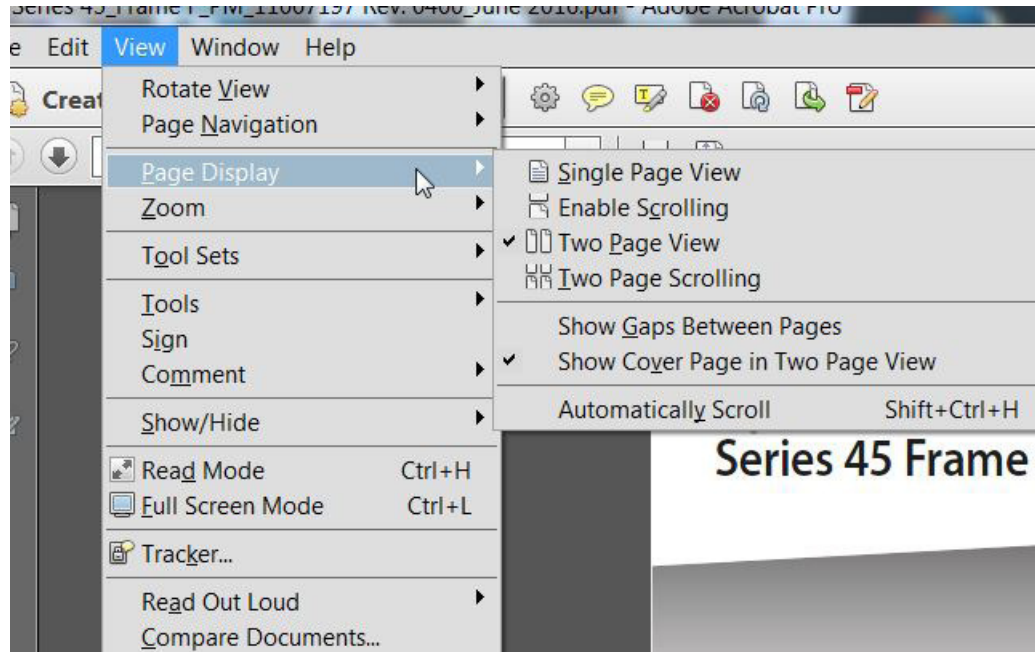 Series 45_Frame F_PM_11067197 Rev. 0400_June 2016.pdf - Adobe Acrobat Pro
e Edit View Window Help
Creat
Rotate View
Page Navigation
Page Display
Zoom
Tool Sets
Tools
Sign
Comment
Show/Hide
Read Mode Ctrl+H
Full Screen Mode Ctrl+L
Tracker...
Read Out Loud
Compare Documents...
Single Page View
Enable Scrolling
Two Page View
Two Page Scrolling
Show Gaps Between Pages
Show Cover Page in Two Page View
Automatically Scroll Shift+Ctrl+H
Series 45 Frame